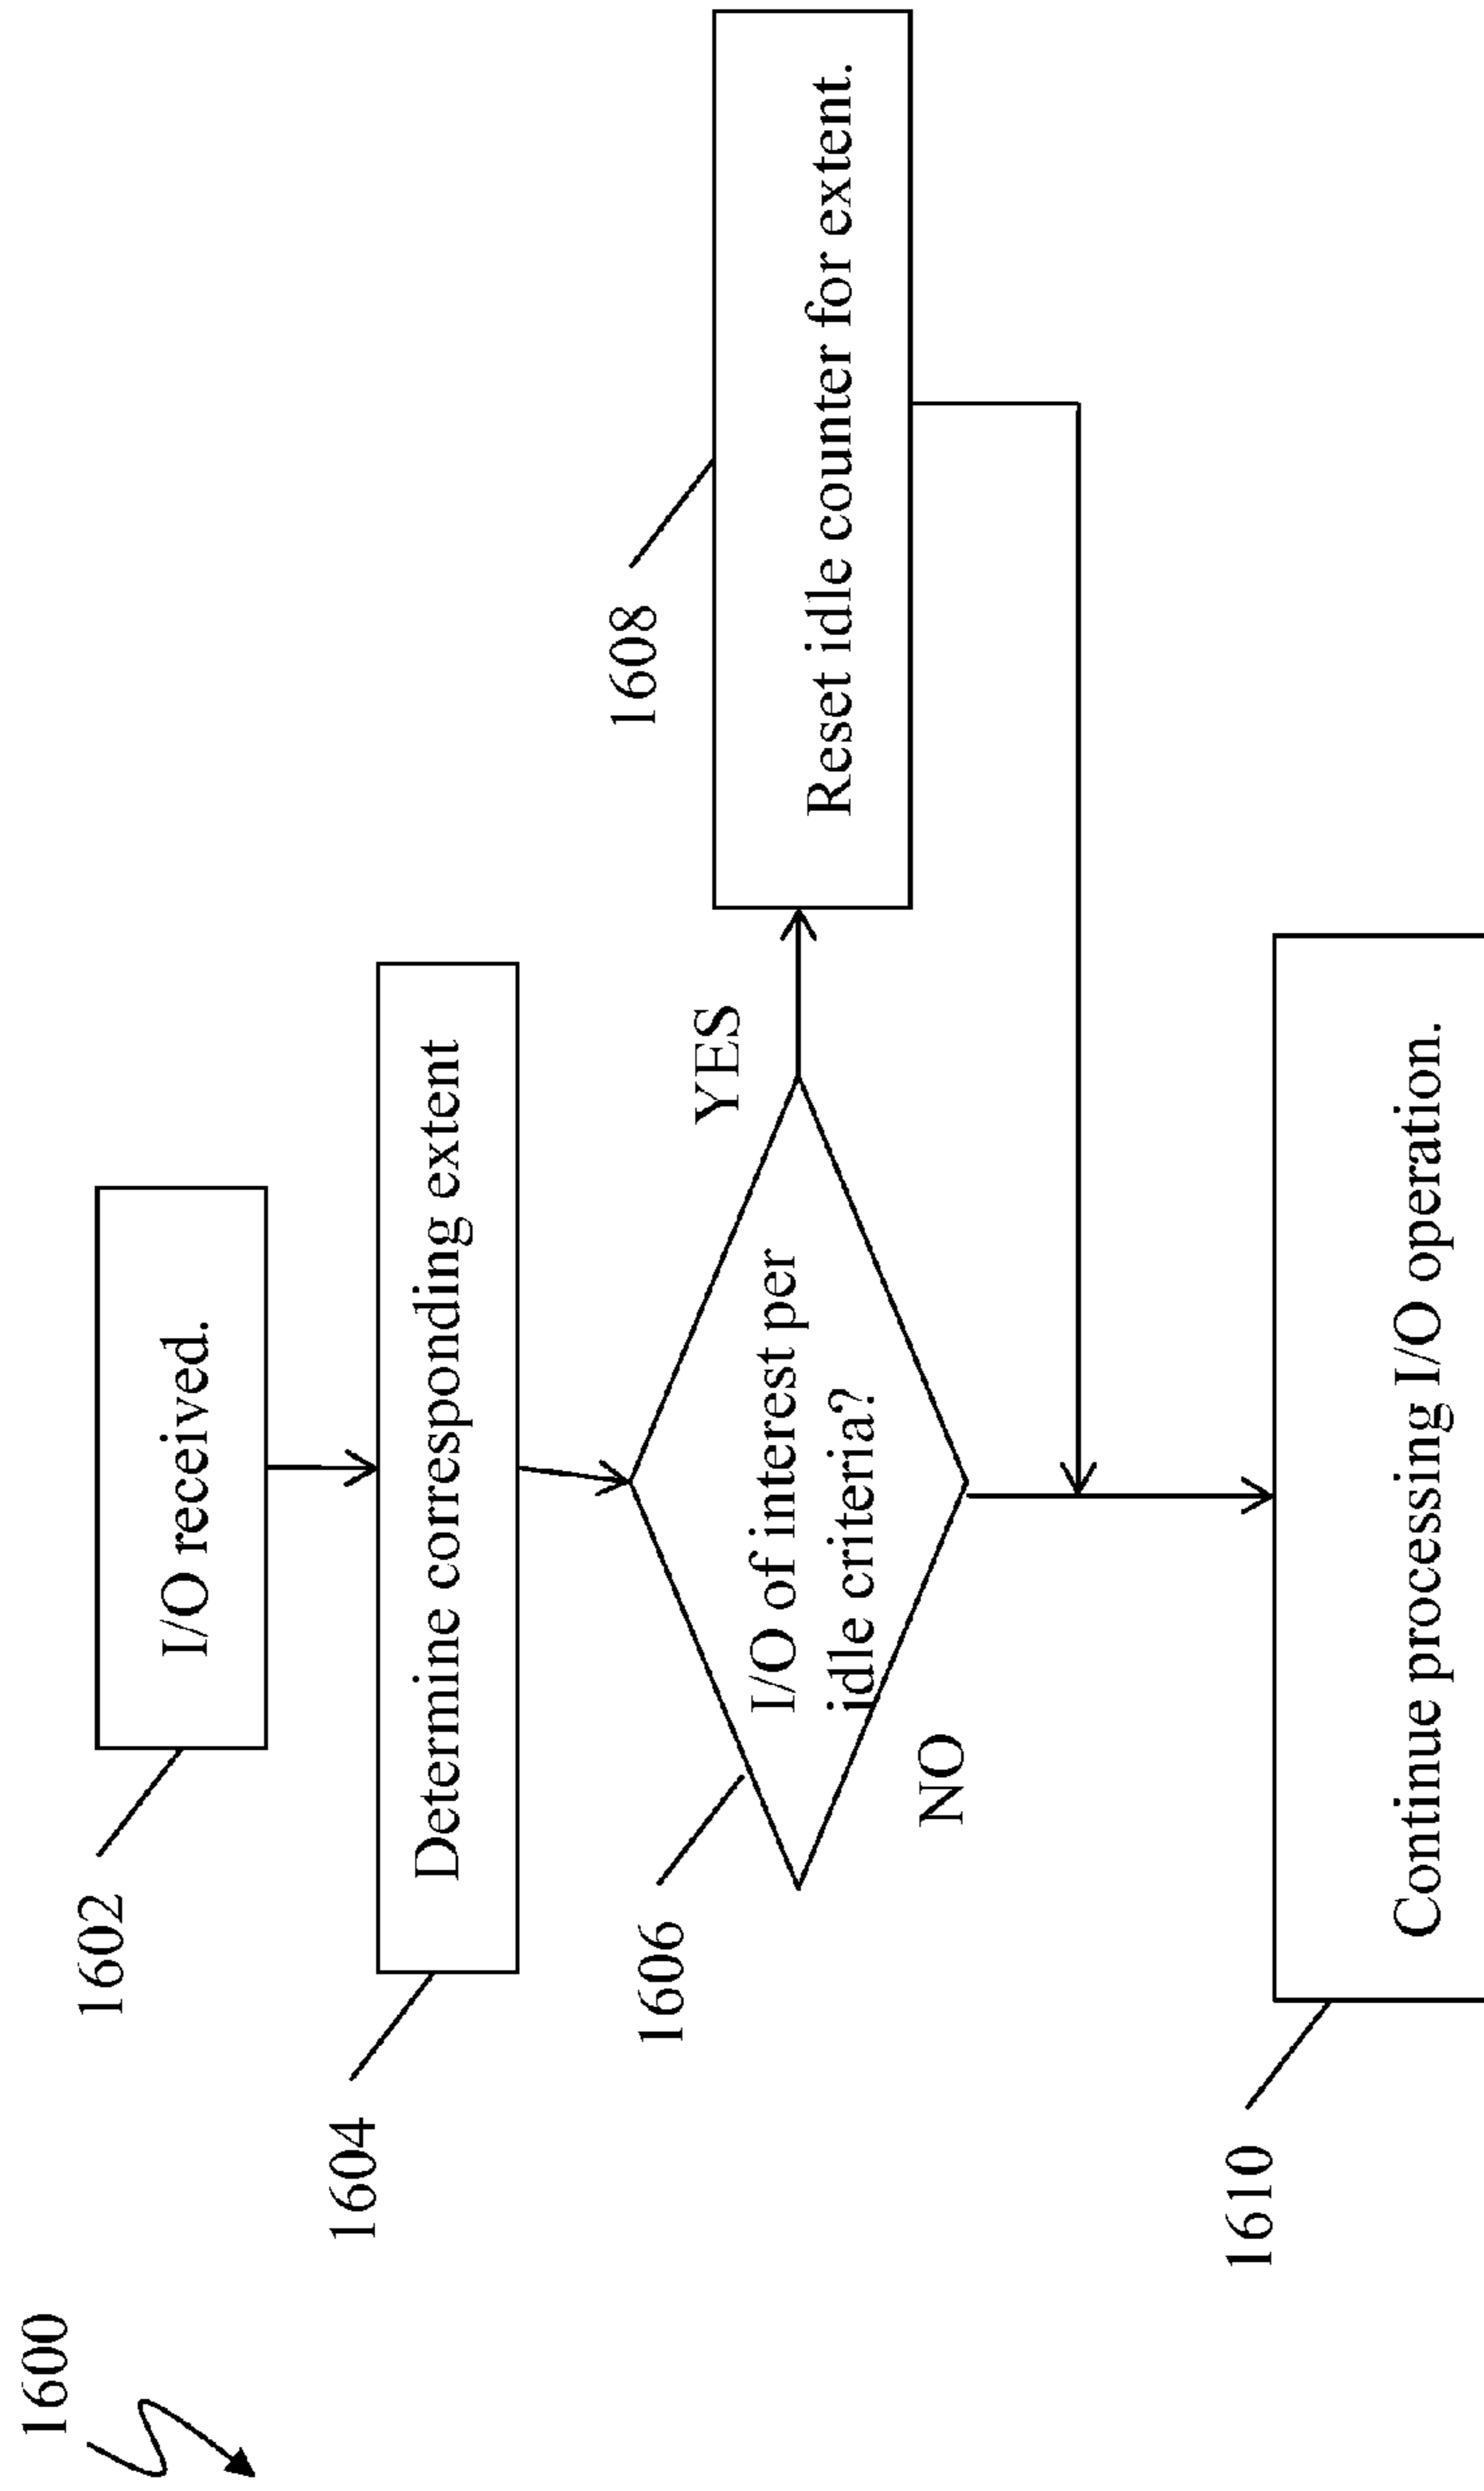 1600
1602
I/O received.
1604
Determine corresponding extent
1606
I/O of interest per
idle criteria?
YES
NO
1608
Reset idle counter for extent.
1610
Continue processing I/O operation.